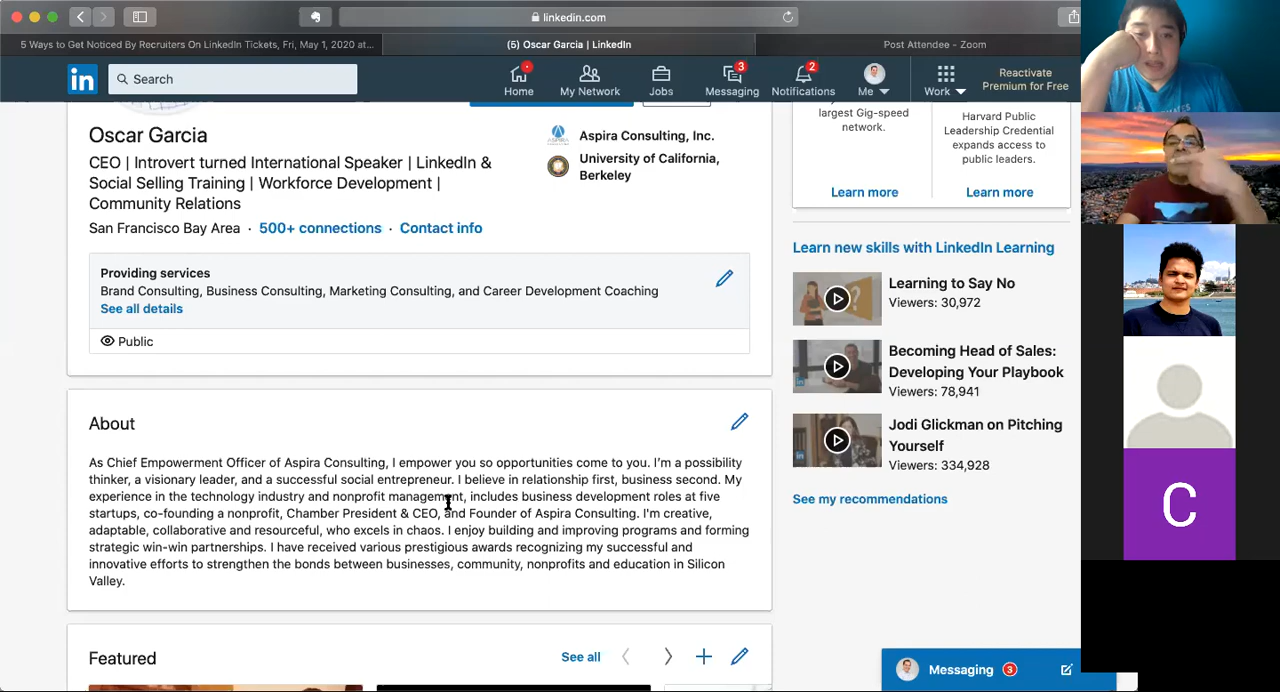 linkedin.com
5 Ways to Get Noticed By Recruiters On LinkedIn Tickets, Fri, May 1, 2020 at...
(5) Oscar Garcia | LinkedIn
Post Attendee - Zoom
in
Search
Home
My Network
Jobs
3
Messaging
2
Notifications
Me
Work
Reactivate
Premium for Free
Oscar Garcia
CEO | Introvert turned International Speaker | LinkedIn &
Social Selling Training | Workforce Development |
Community Relations
San Francisco Bay Area · 500+ connections · Contact info
Aspira Consulting, Inc.
University of California,
Berkeley
Providing services
Brand Consulting, Business Consulting, Marketing Consulting, and Career Development Coaching
See all details
Public
About
As Chief Empowerment Officer of Aspira Consulting, I empower you so opportunities come to you. I'm a possibility
thinker, a visionary leader, and a successful social entrepreneur. I believe in relationship first, business second. My
experience in the technology industry and nonprofit management, includes business development roles at five
startups, co-founding a nonprofit, Chamber President & CEO, and Founder of Aspira Consulting. I'm creative,
adaptable, collaborative and resourceful, who excels in chaos. I enjoy building and improving programs and forming
strategic win-win partnerships. I have received various prestigious awards recognizing my successful and
innovative efforts to strengthen the bonds between businesses, community, nonprofits and education in Silicon
Valley.
Featured
See all
largest Gig-speed
network.
Learn more
Harvard Public
Leadership Credential
expands access to
public leaders.
Learn more
Learn new skills with LinkedIn Learning
Learning to Say No
Viewers: 30,972
Becoming Head of Sales:
Developing Your Playbook
Viewers: 78,941
Jodi Glickman on Pitching
Yourself
Viewers: 334,928
See my recommendations
Messaging 3
C